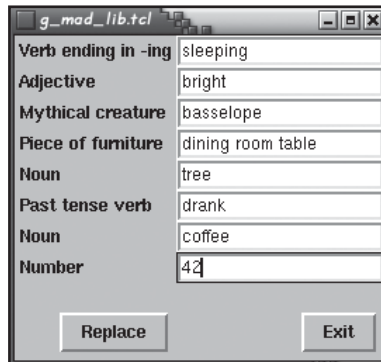 g_mad_lib.tcl
Verb ending in -ing sleeping
Adjective bright
Mythical creature basselope
Piece of furniture dining room table
Noun tree
Past tense verb drank
Noun coffee
Number 42
Replace Exit